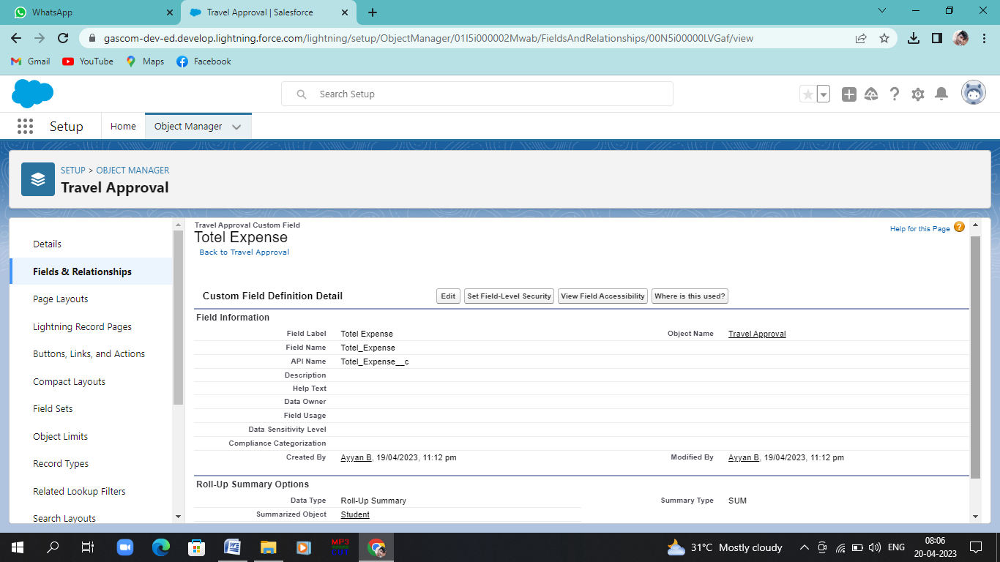 WhatsApp
Travel Approval | Salesforce
gascom-dev-ed.develop.lightning.force.com/lightning/setup/ObjectManager/01I5i000002Mwab/FieldsAndRelationships/00N5i00000LVGaf/view
Gmail YouTube Maps Facebook
Search Setup
Setup Home Object Manager
SETUP > OBJECT MANAGER
Travel Approval
Details
Fields & Relationships
Page Layouts
Lightning Record Pages
Buttons, Links, and Actions
Compact Layouts
Field Sets
Object Limits
Record Types
Related Lookup Filters
Search Layouts
Travel Approval Custom Field
Totel Expense
Back to Travel Approval
Help for this Page
Custom Field Definition Detail Edit Set Field-Level Security View Field Accessibility Where is this used?
Field Information
Field Label Totel Expense Object Name Travel Approval
Field Name Totel_Expense
API Name Totel_Expense__c
Description
Help Text
Data Owner
Field Usage
Data Sensitivity Level
Compliance Categorization
Created By Ayyan B, 19/04/2023, 11:12 pm Modified By Ayyan B, 19/04/2023, 11:12 pm
Roll-Up Summary Options
Data Type Roll-Up Summary Summary Type SUM
Summarized Object Student
MP3
31°C Mostly cloudy ENG 08:06
20-04-2023